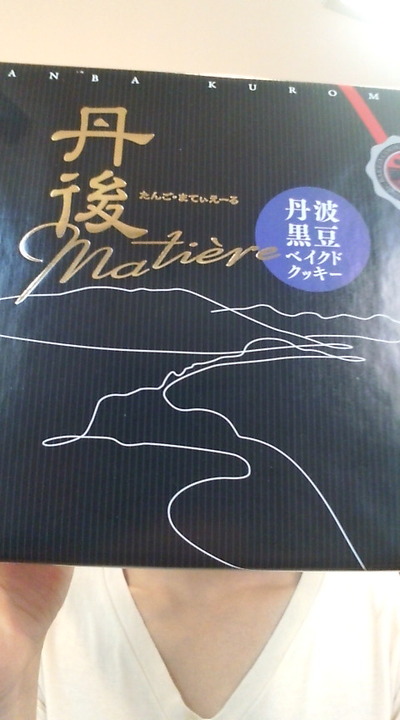 ANBA KUROM
丹後
たんご・まてぃえーる
Matière
丹波
黒豆
ベイクド
クッキー